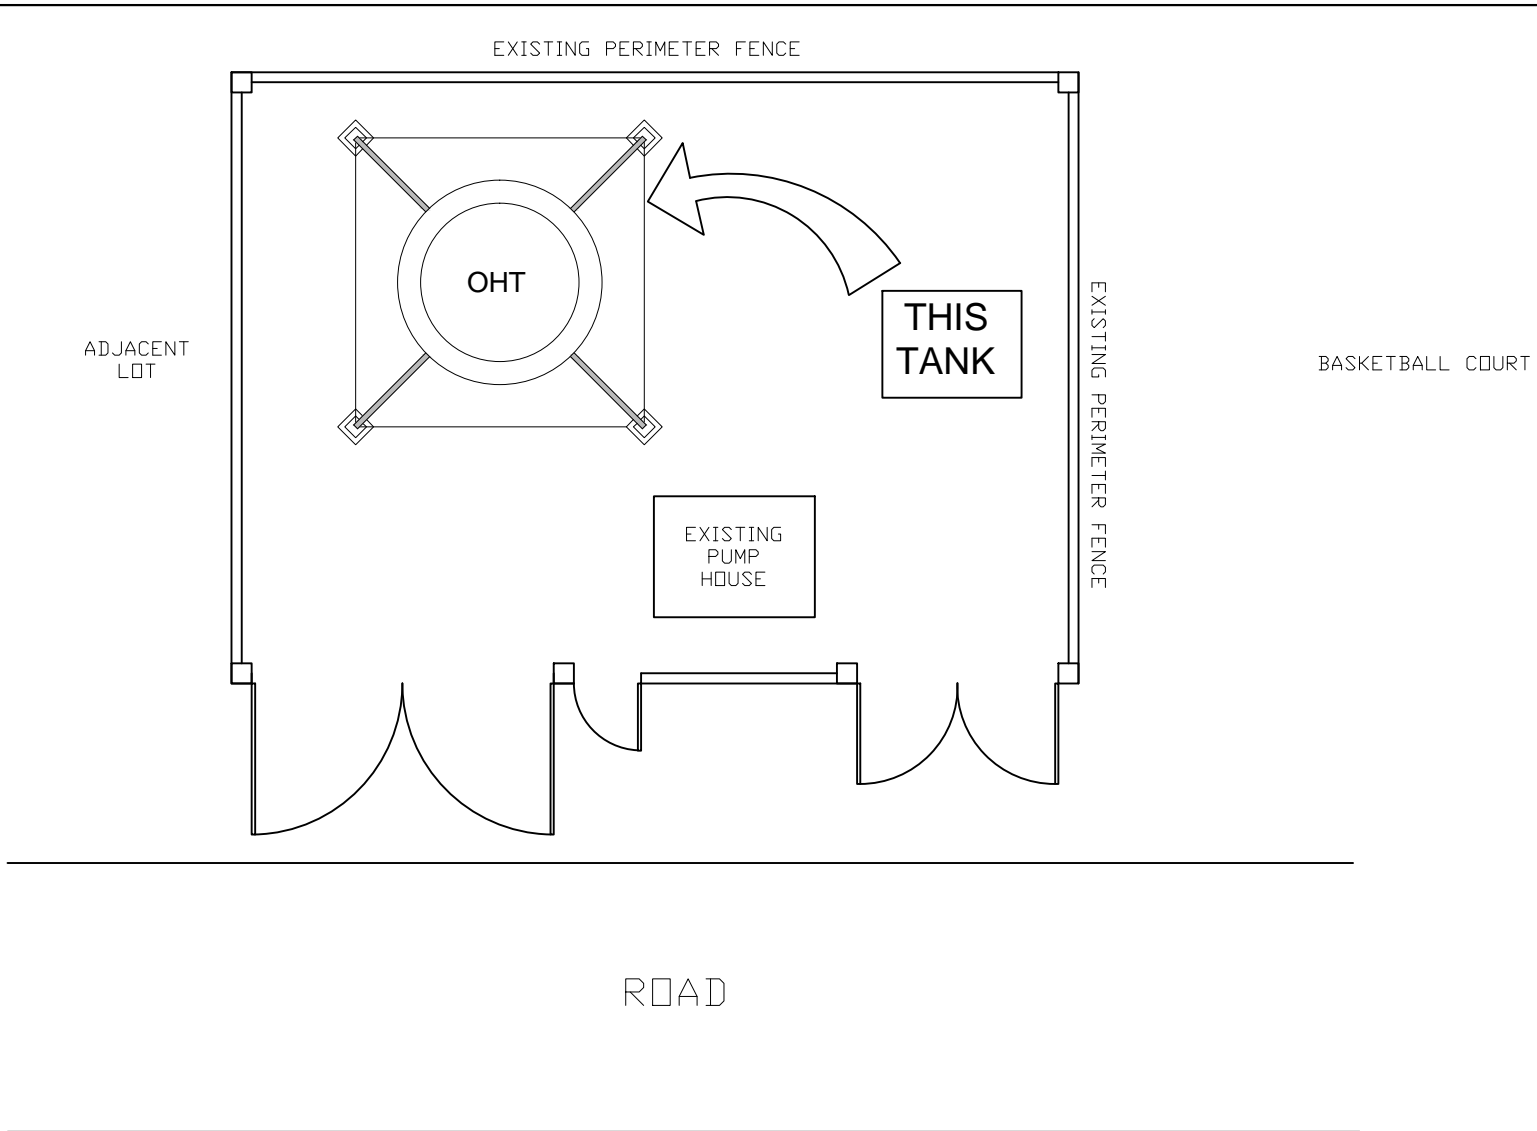 EXISTING PERIMETER FENCE
OHT
THIS
TANK
ADJACENT
LOT
EXISTING PERIMETER FENCE
BASKETBALL COURT
EXISTING
PUMP
HOUSE
ROAD